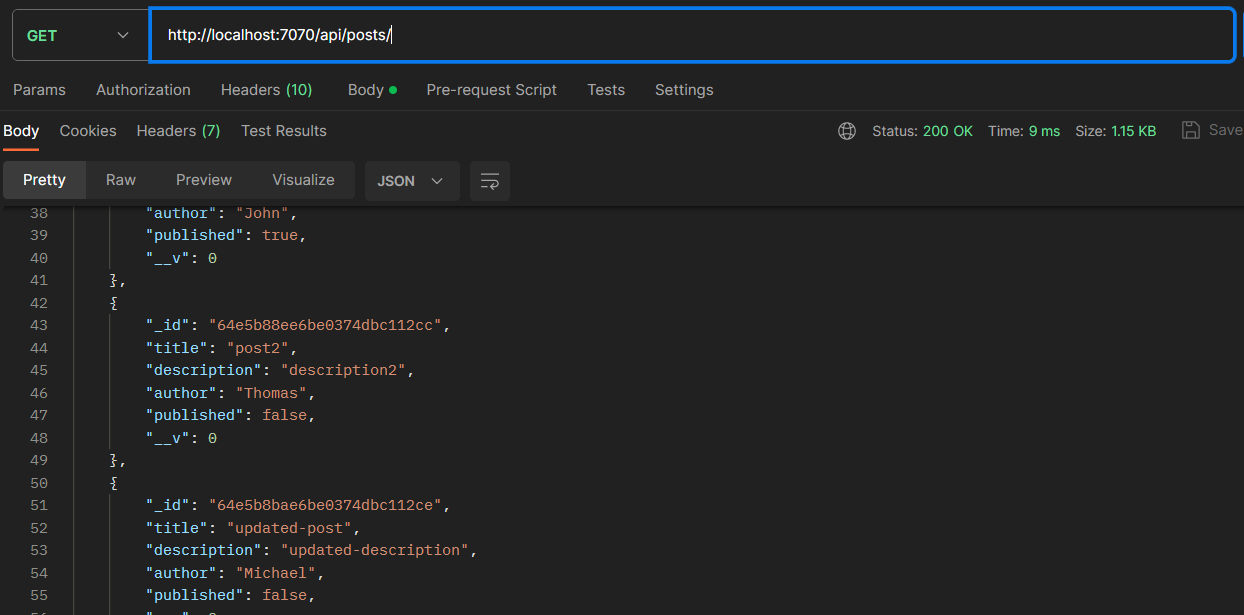 GET http://localhost:7070/api/posts/
Params Authorization Headers (10) Body Pre-request Script Tests Settings
Body Cookies Headers (7) Test Results Status: 200 OK Time: 9 ms Size: 1.15 KB Save
Pretty Raw Preview Visualize JSON
38 "author": "John",
39 "published": true,
40 "__v": 0
41 },
42 {
43 "_id": "64e5b88ee6be0374dbc112cc",
44 "title": "post2",
45 "description": "description2",
46 "author": "Thomas",
47 "published": false,
48 "__v": 0
49 },
50 {
51 "_id": "64e5b8bae6be0374dbc112ce",
52 "title": "updated-post",
53 "description": "updated-description",
54 "author": "Michael",
55 "published": false,